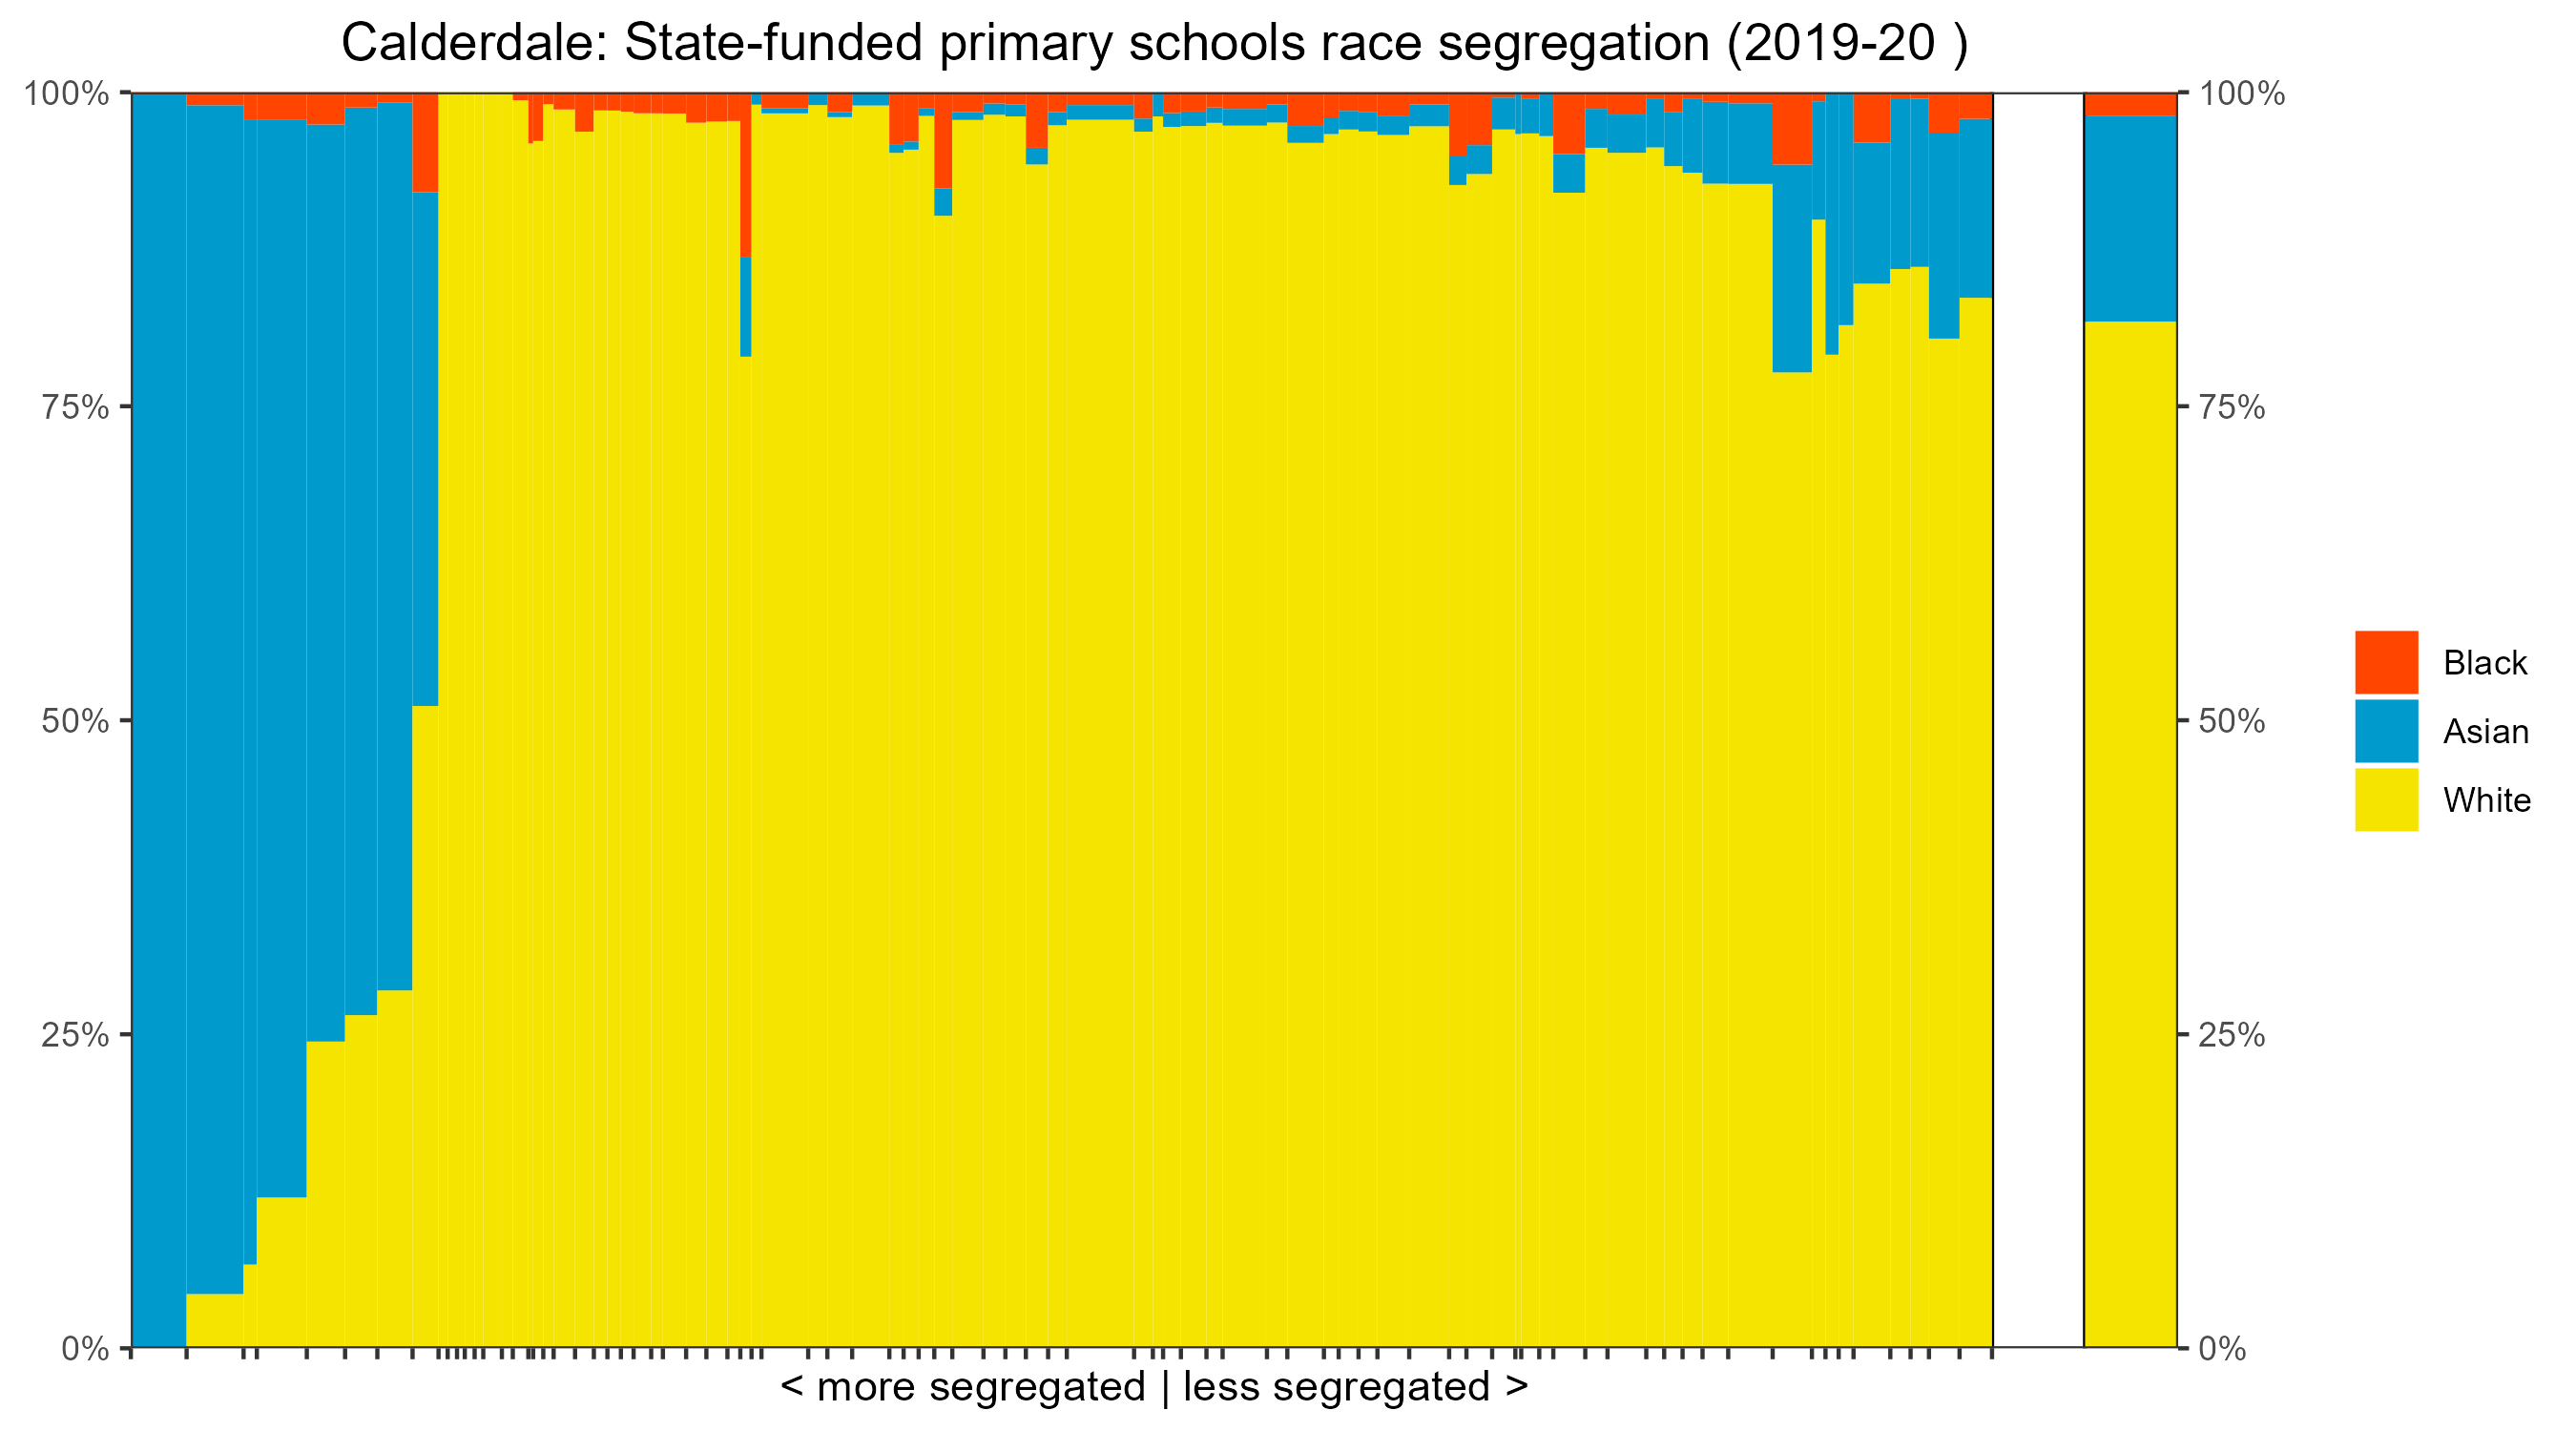 Calderdale: State-funded primary schools race segregation (2019-20 )
100%
75%
50%
25%
0%
100%
75%
50%
25%
0%
Black
Asian
White
< more segregated | less segregated >